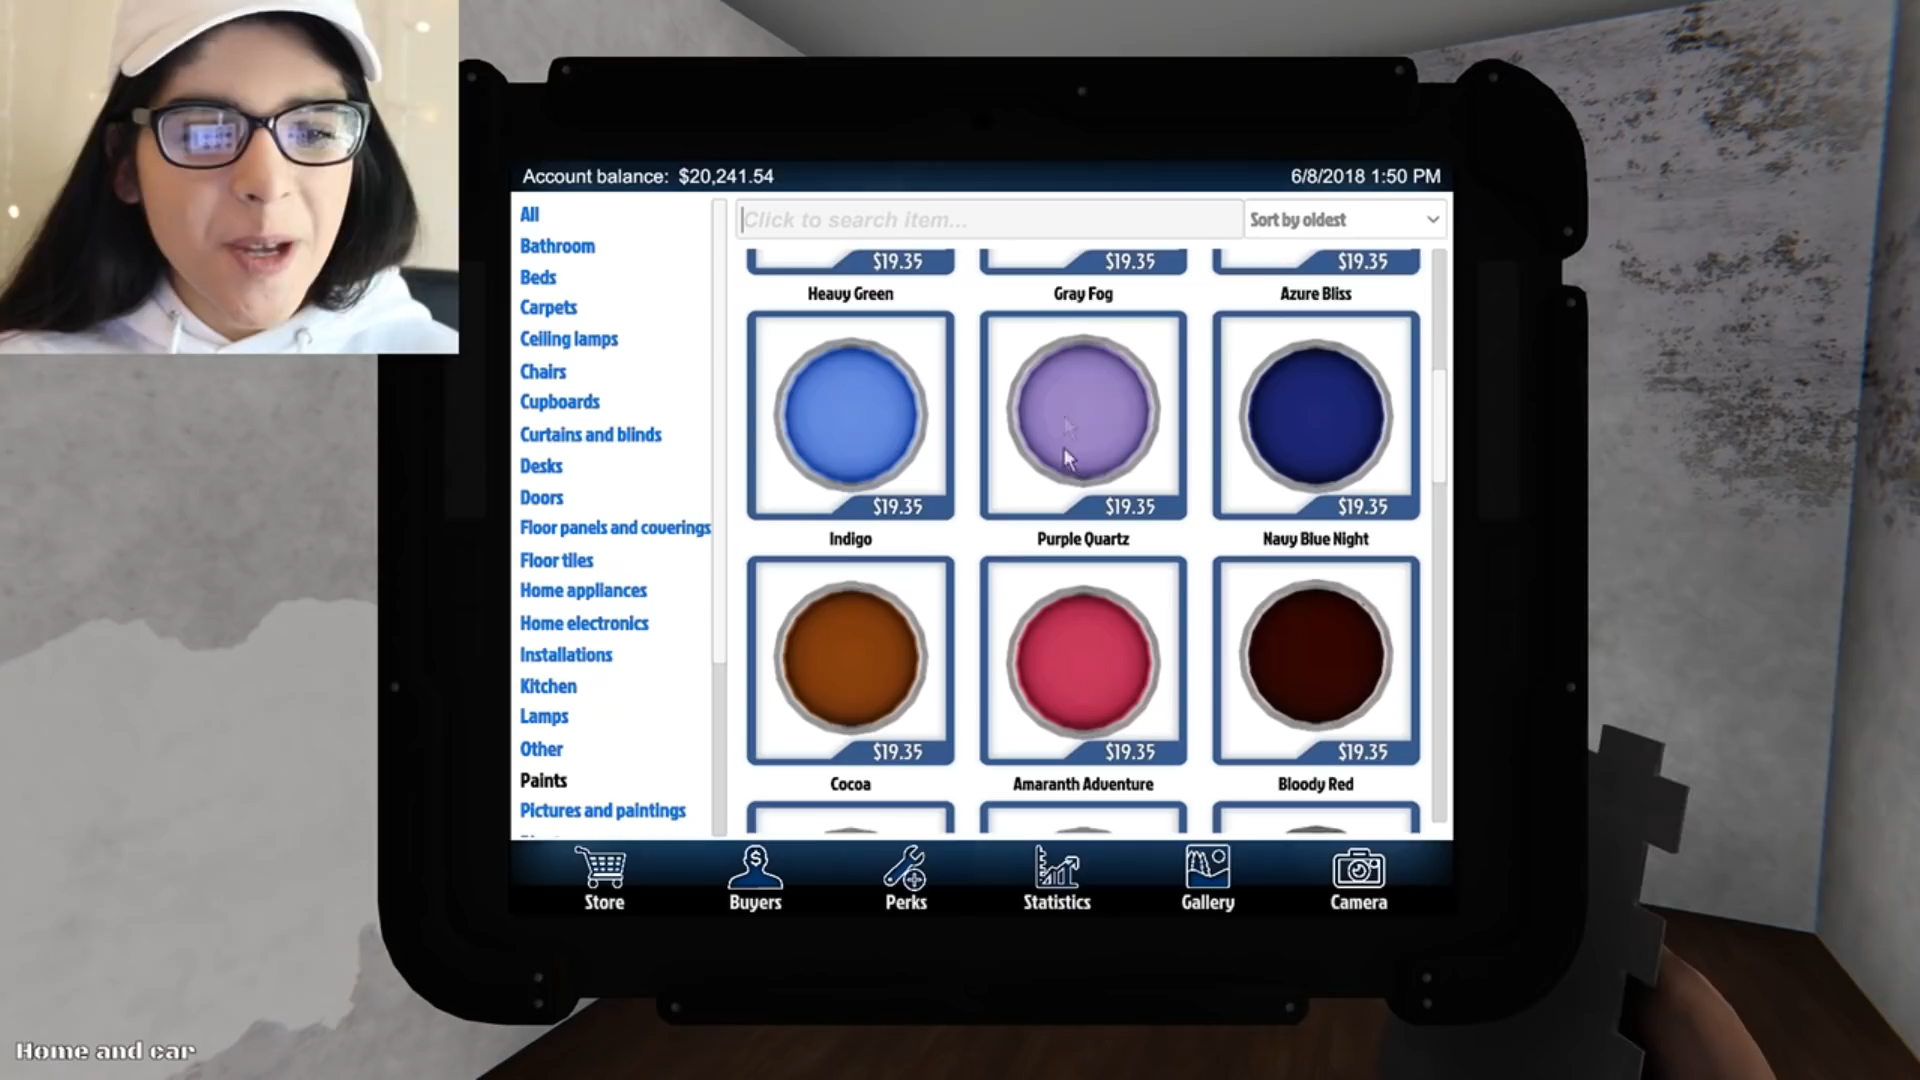 Account balance: $20,241.54
6/8/2018 1:50 PM
All
Bathroom
Beds
Carpets
Ceiling lamps
Chairs
Cupboards
Curtains and blinds
Desks
Doors
Floor panels and coverings
Floor tiles
Home appliances
Home electronics
Installations
Kitchen
Lamps
Other
Paints
Pictures and paintings
Click to search item...
Sort by oldest
$19.35
$19.35
$19.35
Heavy Green
Gray Fog
Azure Bliss
$19.35
$19.35
$19.35
Indigo
Purple Quartz
Navy Blue Night
$19.35
$19.35
$19.35
Cocoa
Amaranth Adventure
Bloody Red
Store
Buyers
Perks
Statistics
Gallery
Camera
Home and car